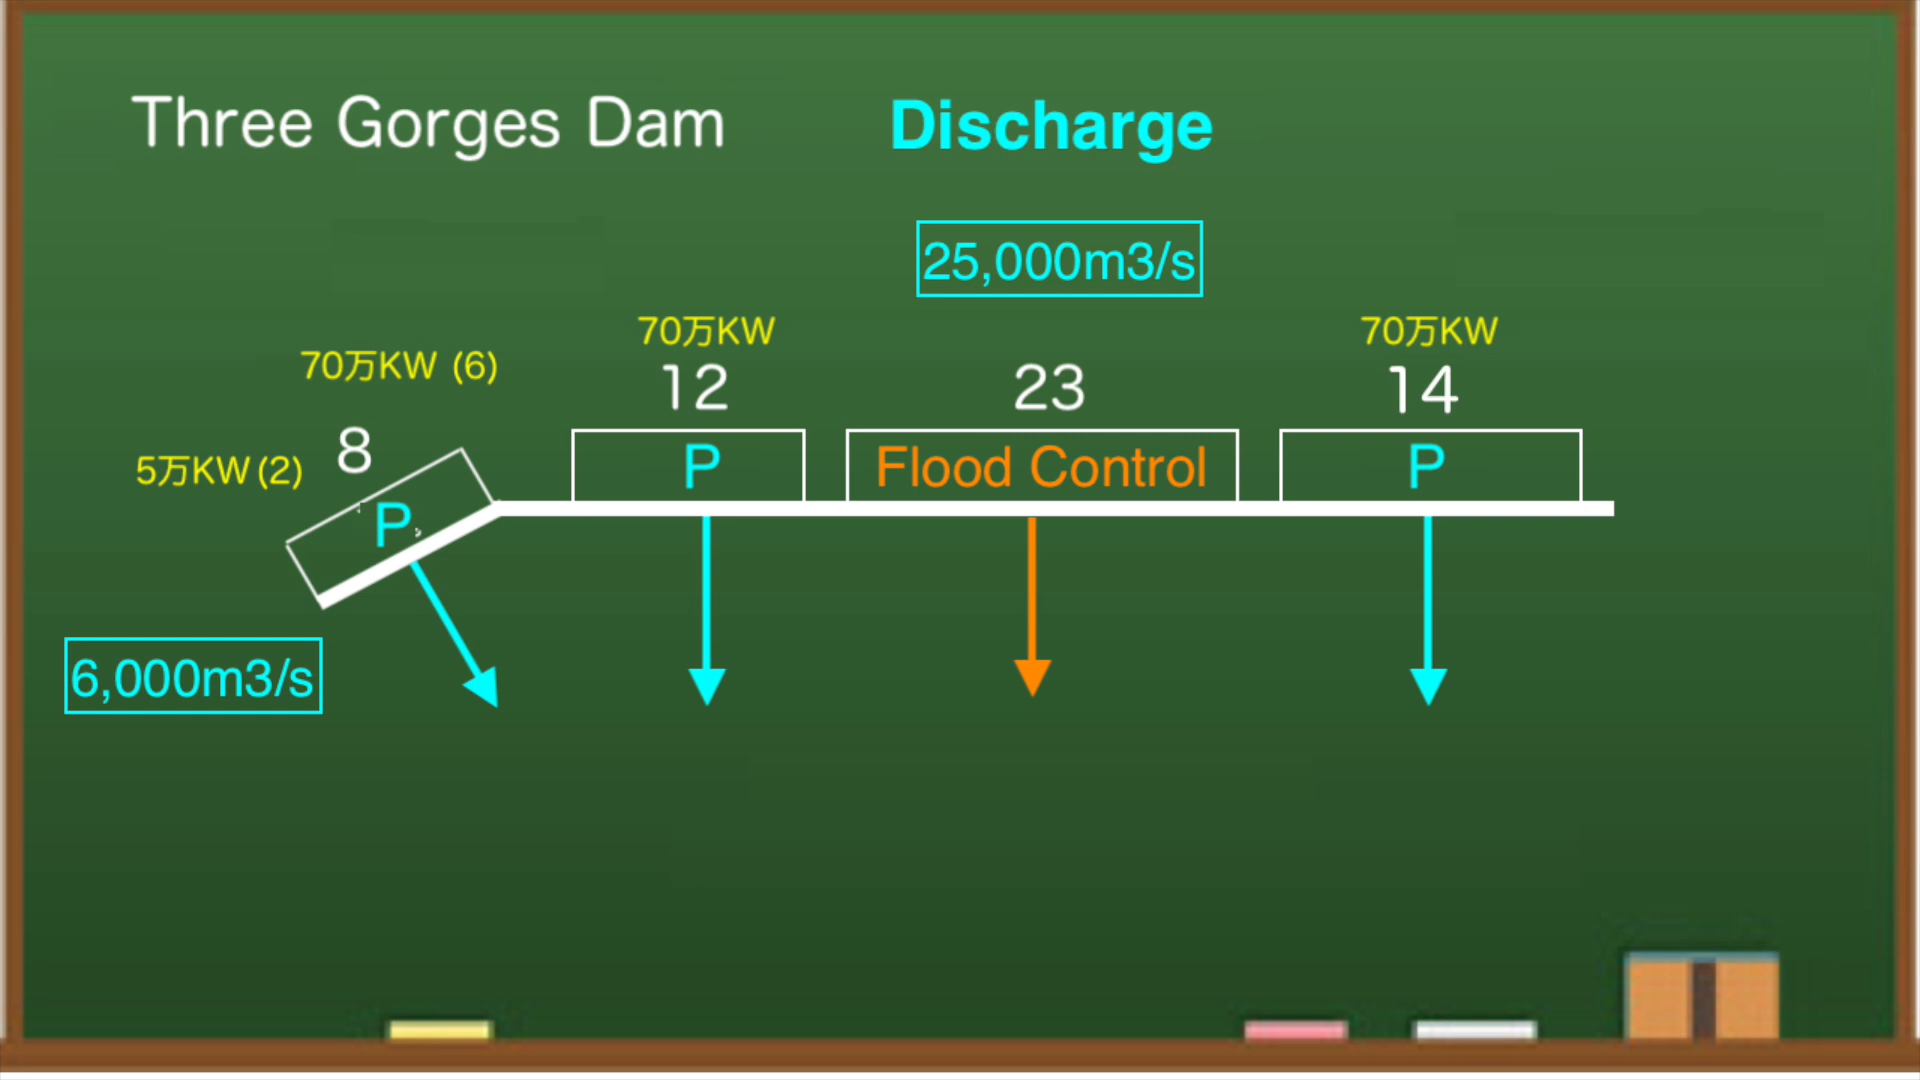 Three Gorges Dam
Discharge
25,000m3/s
70万KW
70万KW
70万KW (6)
12
23
14
8
5万KW (2)
P
Flood Control
P
P
6,000m3/s